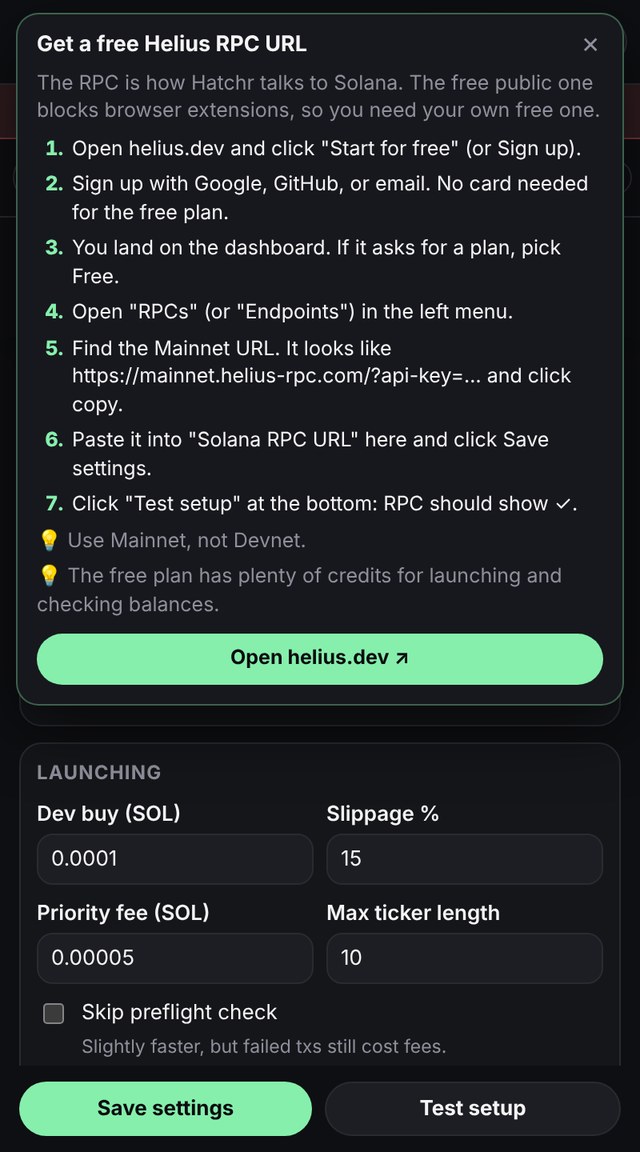 Get a free Helius RPC URL ✕
The RPC is how Hatchr talks to Solana. The free public one
blocks browser extensions, so you need your own free one.
1. Open helius.dev and click "Start for free" (or Sign up).
2. Sign up with Google, GitHub, or email. No card needed
for the free plan.
3. You land on the dashboard. If it asks for a plan, pick
Free.
4. Open "RPCs" (or "Endpoints") in the left menu.
5. Find the Mainnet URL. It looks like
https://mainnet.helius-rpc.com/?api-key=... and click
copy.
6. Paste it into "Solana RPC URL" here and click Save
settings.
7. Click "Test setup" at the bottom: RPC should show ✓.
💡 Use Mainnet, not Devnet.
💡 The free plan has plenty of credits for launching and
checking balances.
Open helius.dev ↗
LAUNCHING
Dev buy (SOL) Slippage %
0.0001 15
Priority fee (SOL) Max ticker length
0.00005 10
Skip preflight check
Slightly faster, but failed txs still cost fees.
Save settings Test setup